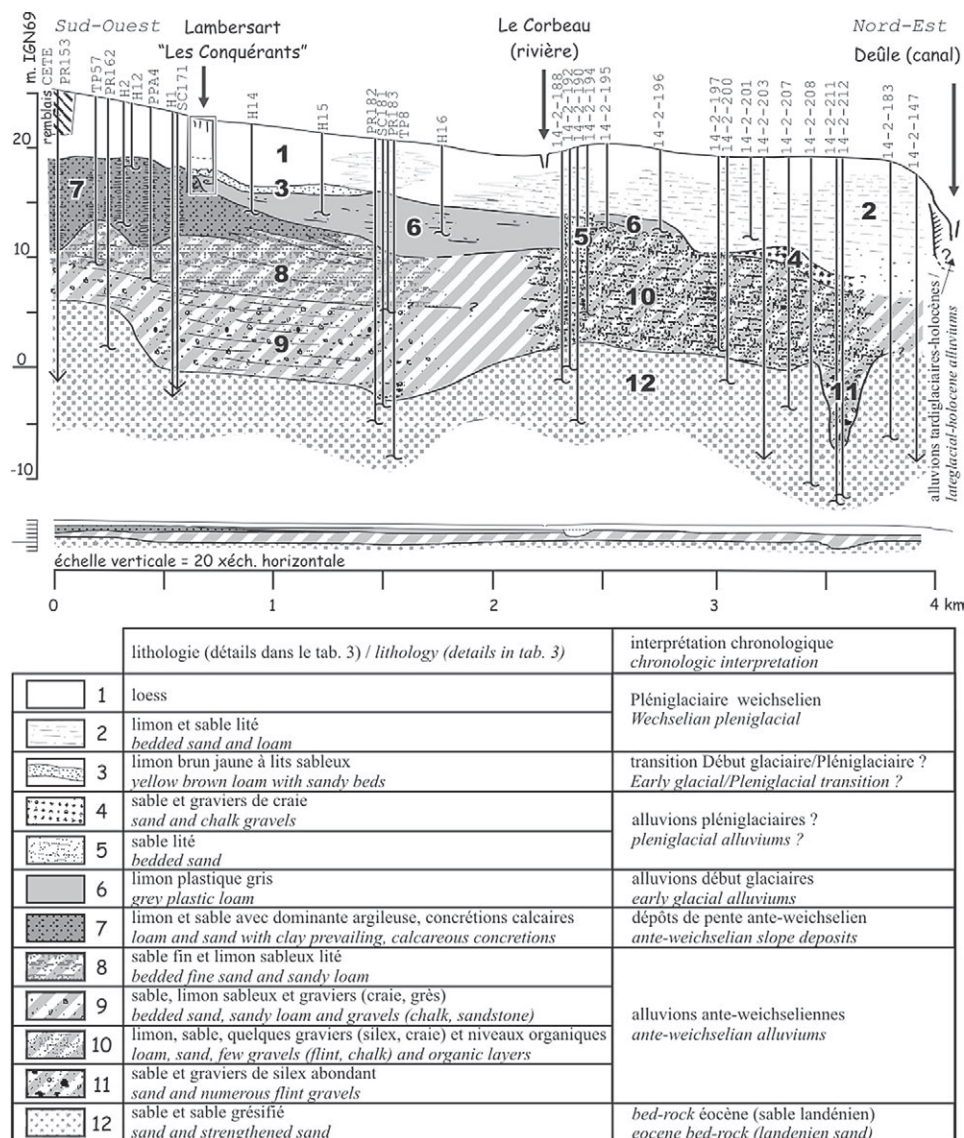 Sud-Ouest
Lambersart
"Les Conquérants"
Le Corbeau
(rivière)
Nord-Est
Deûle (canal)
m. IGN69
remblais CETE
PR153
TP57
PR162
H2
H12
PPA4
H1
SC171
H14
H15
PR182
SC181
PR183
TP8
H16
14-2-188
14-2-192
14-2-190
14-2-194
14-2-195
14-2-196
14-2-197
14-2-200
14-2-201
14-2-203
14-2-207
14-2-208
14-2-211
14-2-212
14-2-183
14-2-147
20
10
0
-10
1
2
3
4
5
6
6
7
8
9
10
11
12
?
?
?
alluvions tardiglaciaires-holocènes /
lateglacial-holocene alluviums
échelle verticale = 20 xéch. horizontale
0 1 2 3 4 km
lithologie (détails dans le tab. 3) / lithology (details in tab. 3)
interprétation chronologique
chronologic interpretation
1 loess
Pléniglaciaire weichselien
Wechselian pleniglacial
2 limon et sable lité
bedded sand and loam
3 limon brun jaune à lits sableux
yellow brown loam with sandy beds
transition Début glaciaire/Pléniglaciaire ?
Early glacial/Pleniglacial transition ?
4 sable et graviers de craie
sand and chalk gravels
alluvions pléniglaciaires ?
pleniglacial alluviums ?
5 sable lité
bedded sand
6 limon plastique gris
grey plastic loam
alluvions début glaciaires
early glacial alluviums
7 limon et sable avec dominante argileuse, concrétions calcaires
loam and sand with clay prevailing, calcareous concretions
dépôts de pente ante-weichselien
ante-weichselian slope deposits
8 sable fin et limon sableux lité
bedded fine sand and sandy loam
9 sable, limon sableux et graviers (craie, grès)
bedded sand, sandy loam and gravels (chalk, sandstone)
alluvions ante-weichseliennes
ante-weichselian alluviums
10 limon, sable, quelques graviers (silex, craie) et niveaux organiques
loam, sand, few gravels (flint, chalk) and organic layers
11 sable et graviers de silex abondant
sand and numerous flint gravels
12 sable et sable grésifié
sand and strengthened sand
bed-rock éocène (sable landénien)
eocene bed-rock (landenien sand)